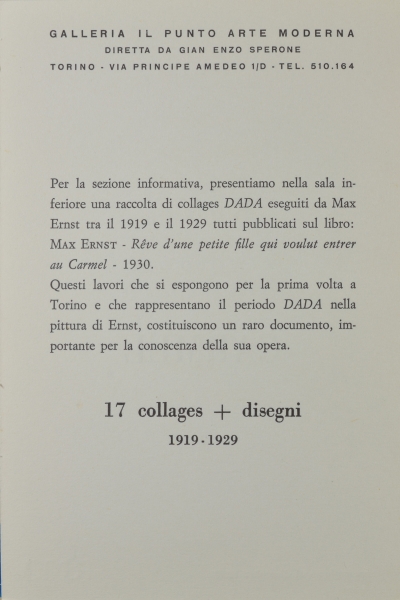 GALLERIA IL PUNTO ARTE MODERNA
DIRETTA DA GIAN ENZO SPERONE
TORINO - VIA PRINCIPE AMEDEO 1/D - TEL. 510.164
Per la sezione informativa, presentiamo nella sala in-
feriore una raccolta di collages DADA eseguiti da Max
Ernst tra il 1919 e il 1929 tutti pubblicati sul libro:
MAX ERNST - Rêve d'une petite fille qui voulut entrer
au Carmel - 1930.
Questi lavori che si espongono per la prima volta a
Torino e che rappresentano il periodo DADA nella
pittura di Ernst, costituiscono un raro documento, im-
portante per la conoscenza della sua opera.
17 collages + disegni
1919 - 1929